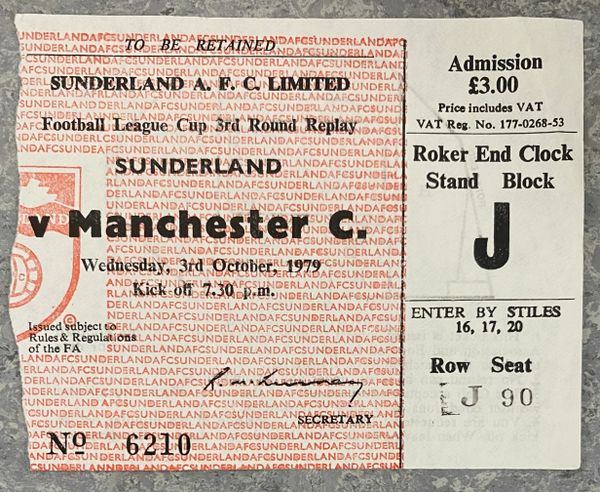 TO BE RETAINED
SUNDERLAND A. F. C. LIMITED
Football League Cup 3rd Round Replay
SUNDERLAND
v Manchester C.
Wednesday, 3rd October, 1979
Kick off 7.30 p.m.
Issued subject to
Rules & Regulations
of the FA
SECRETARY
No 6210
Admission
£3.00
Price includes VAT
VAT Reg. No. 177-0268-53
Roker End Clock
Stand Block
J
ENTER BY STILES
16, 17, 20
Row Seat
J 90